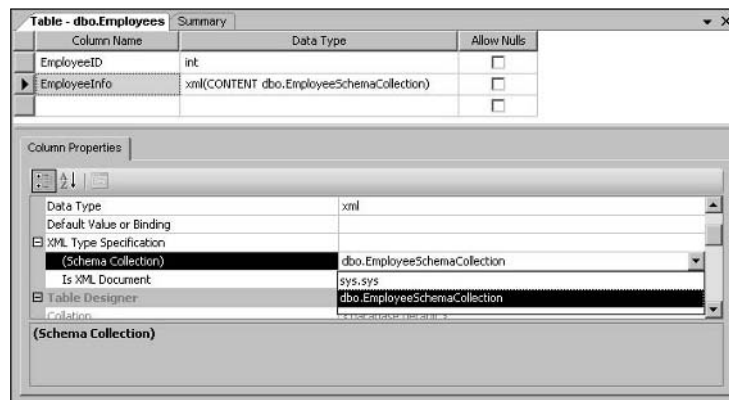 Table - dbo.Employees Summary
Column Name Data Type Allow Nulls
EmployeeID int
EmployeeInfo xml(CONTENT dbo.EmployeeSchemaCollection)
Column Properties
Data Type xml
Default Value or Binding
XML Type Specification
(Schema Collection) dbo.EmployeeSchemaCollection
Is XML Document sys.sys
Table Designer dbo.EmployeeSchemaCollection
Collation
(Schema Collection)